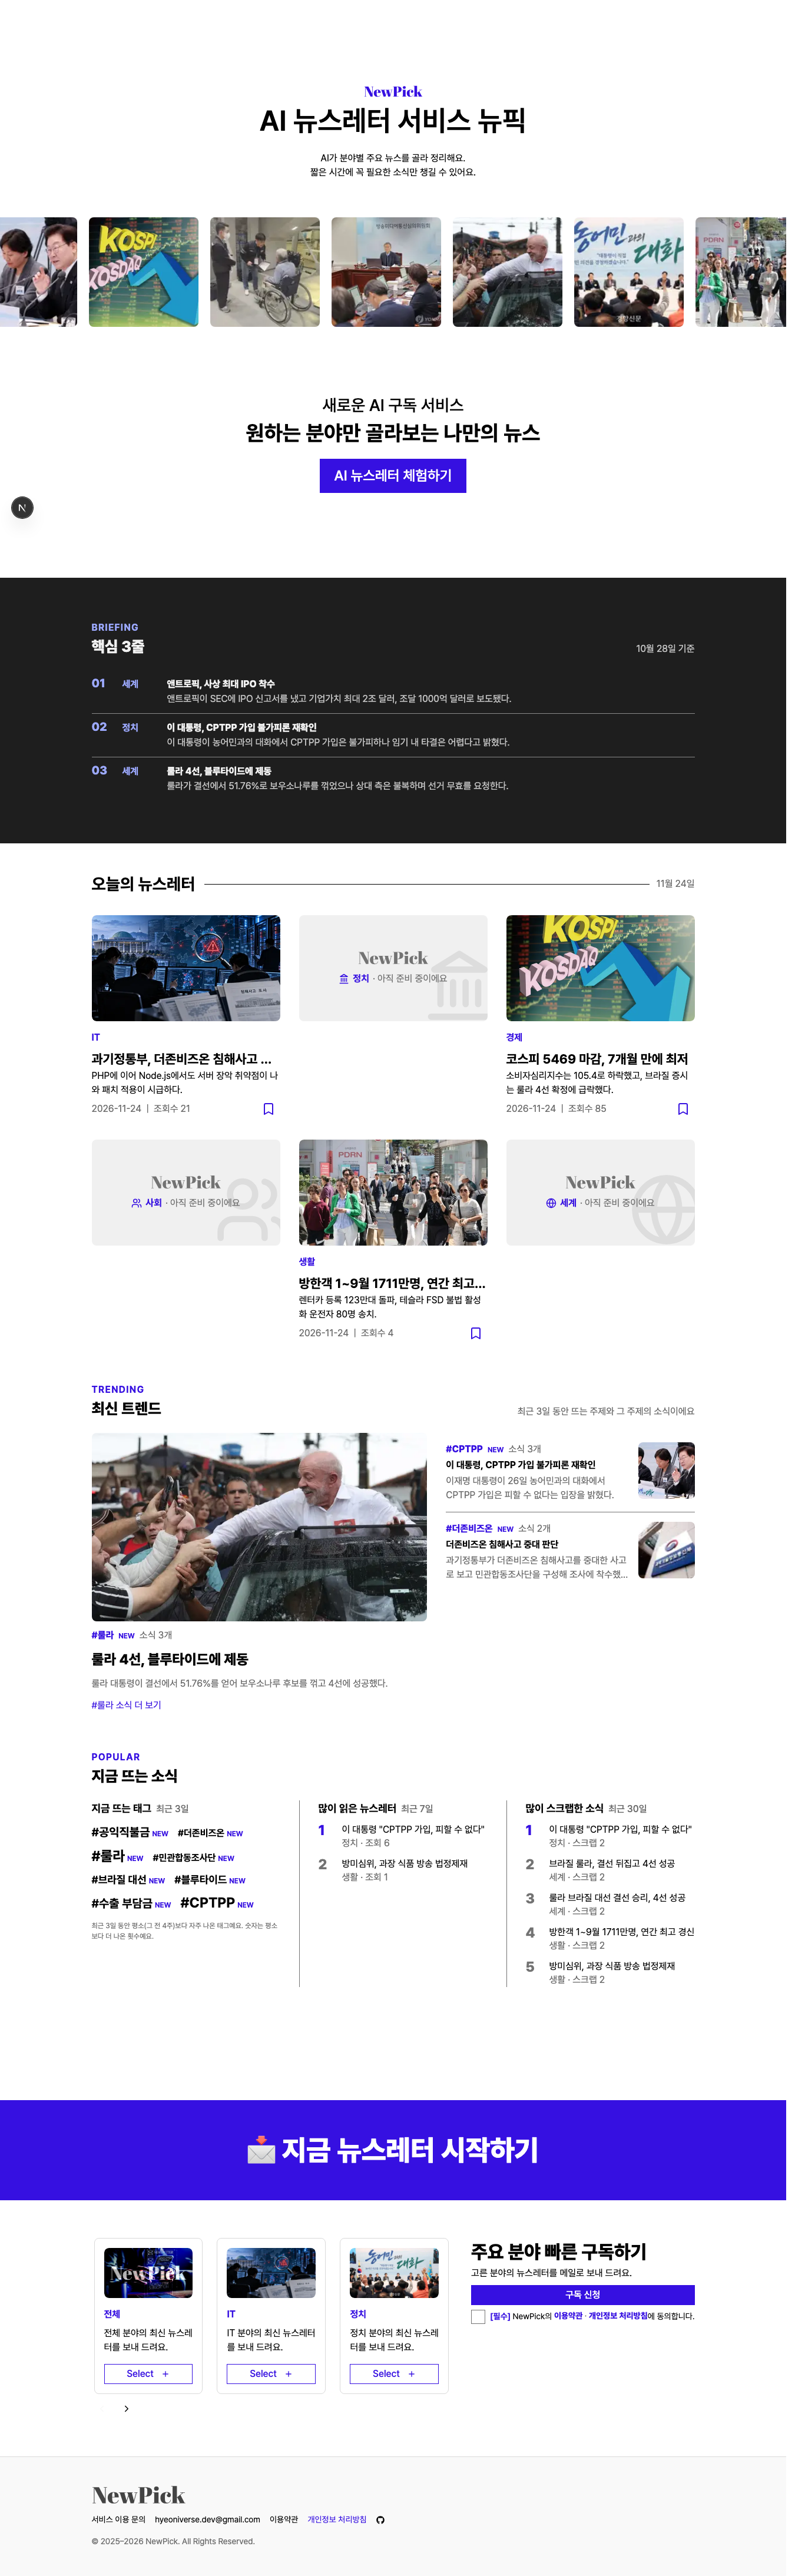 NewPick
AI 뉴스레터 서비스 뉴픽
AI가 분야별 주요 뉴스를 골라 정리해요.
짧은 시간에 꼭 필요한 소식만 챙길 수 있어요.
KOSPI
KOSDAQ
농어민과의
대화
PDRN
새로운 AI 구독 서비스
원하는 분야만 골라보는 나만의 뉴스
AI 뉴스레터 체험하기
N
BRIEFING
핵심 3줄
10월 28일 기준
01 세계 앤트로픽, 사상 최대 IPO 착수
앤트로픽이 SEC에 IPO 신고서를 냈고 기업가치 최대 2조 달러, 조달 1000억 달러로 보도됐다.
02 정치 이 대통령, CPTPP 가입 불가피론 재확인
이 대통령이 농어민과의 대화에서 CPTPP 가입은 불가피하나 임기 내 타결은 어렵다고 밝혔다.
03 세계 룰라 4선, 볼루타이드에 제동
룰라가 결선에서 51.76%로 보우소나루를 꺾었으나 상대 측은 불복하며 선거 무효를 요청한다.
오늘의 뉴스레터
11월 24일
NewPick
정치 · 아직 준비 중이에요
KOSPI
KOSDAQ
IT
과기정통부, 더존비즈온 침해사고 ...
PHP에 이어 Node.js에서도 서버 장악 취약점이 나
와 패치 적용이 시급하다.
2026-11-24 | 조회수 21
경제
코스피 5469 마감, 7개월 만에 최저
소비자심리지수는 105.4로 하락했고, 브라질 증시
는 룰라 4선 확정에 급락했다.
2026-11-24 | 조회수 85
NewPick
사회 · 아직 준비 중이에요
PDRN
NewPick
세계 · 아직 준비 중이에요
생활
방한객 1~9월 1711만명, 연간 최고...
렌터카 등록 123만대 돌파, 테슬라 FSD 불법 활성
화 운전자 80명 송치.
2026-11-24 | 조회수 4
TRENDING
최신 트렌드
최근 3일 동안 뜨는 주제와 그 주제의 소식이에요
#룰라 NEW 소식 3개
룰라 4선, 볼루타이드에 제동
룰라 대통령이 결선에서 51.76%를 얻어 보우소나루 후보를 꺾고 4선에 성공했다.
#룰라 소식 더 보기
#CPTPP NEW 소식 3개
이 대통령, CPTPP 가입 불가피론 재확인
이재명 대통령이 26일 농어민과의 대화에서
CPTPP 가입은 피할 수 없다는 입장을 밝혔다.
#더존비즈온 NEW 소식 2개
더존비즈온 침해사고 중대 판단
과기정통부가 더존비즈온 침해사고를 중대한 사고
로 보고 민관합동조사단을 구성해 조사에 착수했...
POPULAR
지금 뜨는 소식
지금 뜨는 태그 최근 3일
#공익직불금 NEW #더존비즈온 NEW
#룰라 NEW #민관합동조사단 NEW
#브라질 대선 NEW #볼루타이드 NEW
#수출 부담금 NEW #CPTPP NEW
최근 3일 동안 평소(그 전 4주)보다 자주 나온 태그예요. 숫자는 평소
보다 더 나온 횟수예요.
많이 읽은 뉴스레터 최근 7일
1 이 대통령 "CPTPP 가입, 피할 수 없다"
정치 · 조회 6
2 방미심위, 과장 식품 방송 법정제재
생활 · 조회 1
많이 스크랩한 소식 최근 30일
1 이 대통령 "CPTPP 가입, 피할 수 없다"
정치 · 스크랩 2
2 브라질 룰라, 결선 뒤집고 4선 성공
세계 · 스크랩 2
3 룰라 브라질 대선 결선 승리, 4선 성공
세계 · 스크랩 2
4 방한객 1~9월 1711만명, 연간 최고 경신
생활 · 스크랩 2
5 방미심위, 과장 식품 방송 법정제재
생활 · 스크랩 2
지금 뉴스레터 시작하기
NewPick
전체
전체 분야의 최신 뉴스레
터를 보내 드려요.
Select +
IT
IT 분야의 최신 뉴스레터
를 보내 드려요.
Select +
농어민과의
대화
정치
정치 분야의 최신 뉴스레
터를 보내 드려요.
Select +
주요 분야 빠른 구독하기
고른 분야의 뉴스레터를 메일로 보내 드려요.
구독 신청
[필수] NewPick의 이용약관 · 개인정보 처리방침에 동의합니다.
NewPick
서비스 이용 문의 hyeoniverse.dev@gmail.com 이용약관 개인정보 처리방침
© 2025–2026 NewPick. All Rights Reserved.